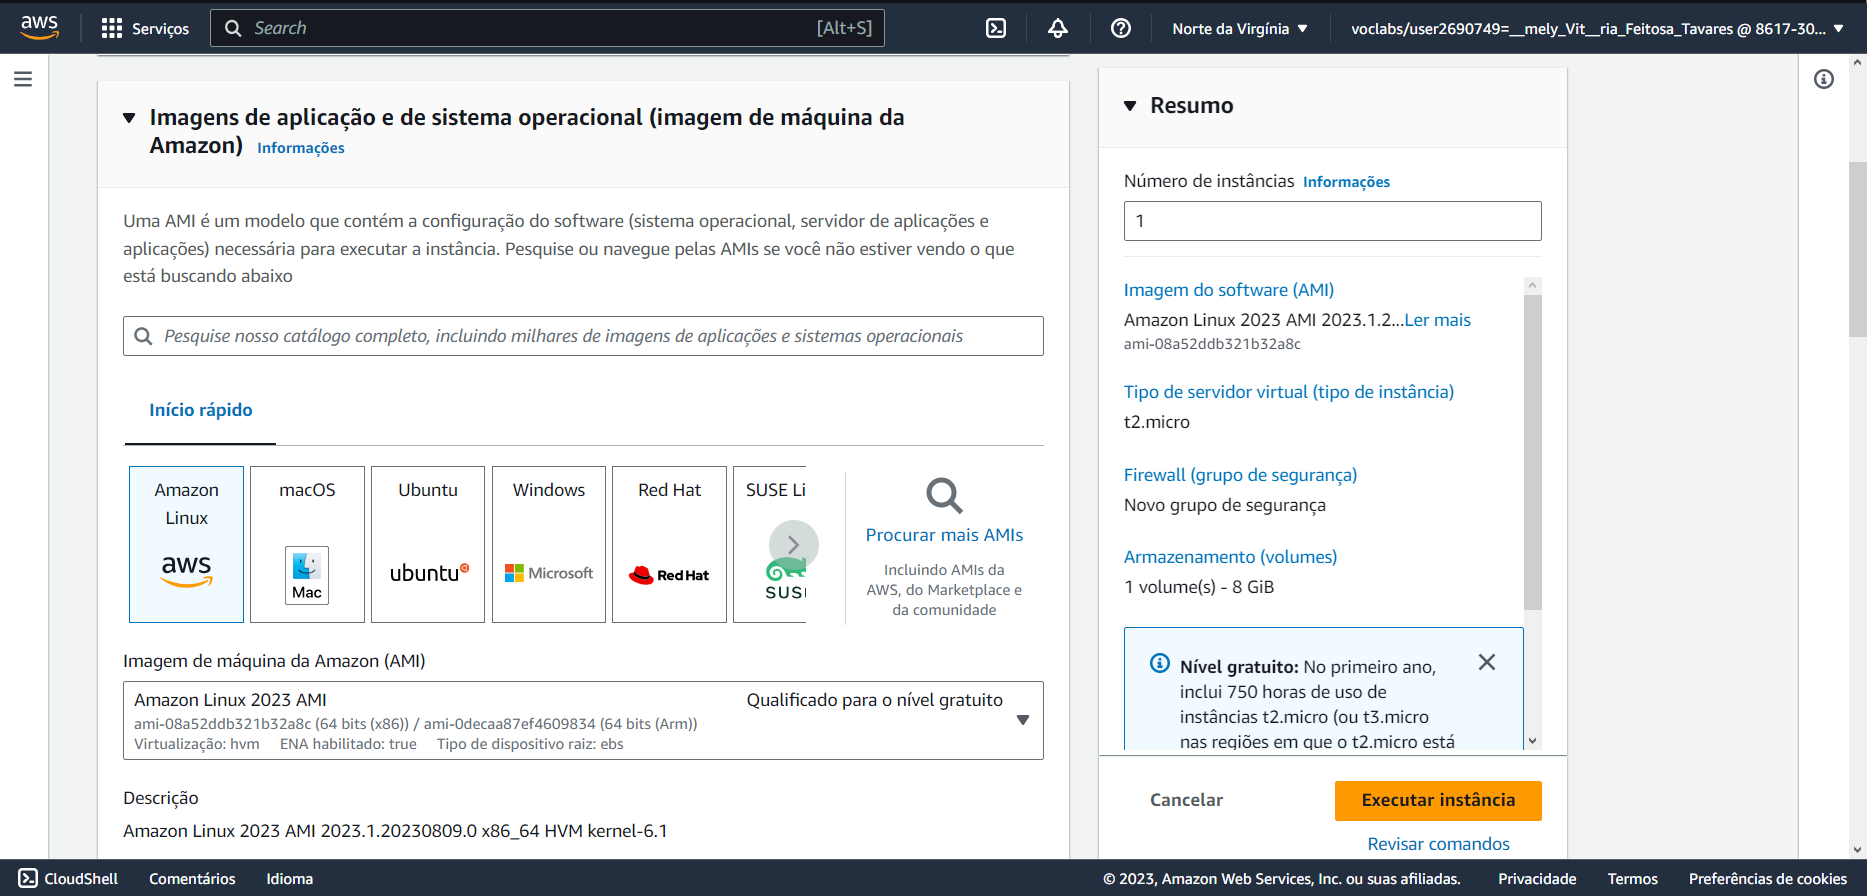 aws
Serviços
Search
[Alt+S]
Norte da Virgínia
voclabs/user2690749=__mely_Vit__ria_Feitosa_Tavares @ 8617-30...
Imagens de aplicação e de sistema operacional (imagem de máquina da
Amazon) Informações
Uma AMI é um modelo que contém a configuração do software (sistema operacional, servidor de aplicações e
aplicações) necessária para executar a instância. Pesquise ou navegue pelas AMIs se você não estiver vendo o que
está buscando abaixo
Pesquise nosso catálogo completo, incluindo milhares de imagens de aplicações e sistemas operacionais
Início rápido
Amazon
Linux
aws
macOS
Mac
Ubuntu
ubuntu
Windows
Microsoft
Red Hat
Red Hat
SUSE Li
SUS
Procurar mais AMIs
Incluindo AMIs da
AWS, do Marketplace e
da comunidade
Imagem de máquina da Amazon (AMI)
Amazon Linux 2023 AMI
Qualificado para o nível gratuito
ami-08a52ddb321b32a8c (64 bits (x86)) / ami-0decaa87ef4609834 (64 bits (Arm))
Virtualização: hvm ENA habilitado: true Tipo de dispositivo raiz: ebs
Descrição
Amazon Linux 2023 AMI 2023.1.20230809.0 x86_64 HVM kernel-6.1
Resumo
Número de instâncias Informações
1
Imagem do software (AMI)
Amazon Linux 2023 AMI 2023.1.2...Ler mais
ami-08a52ddb321b32a8c
Tipo de servidor virtual (tipo de instância)
t2.micro
Firewall (grupo de segurança)
Novo grupo de segurança
Armazenamento (volumes)
1 volume(s) - 8 GiB
Nível gratuito: No primeiro ano,
inclui 750 horas de uso de
instâncias t2.micro (ou t3.micro
nas regiões em que o t2.micro está
Cancelar
Executar instância
Revisar comandos
CloudShell
Comentários
Idioma
© 2023, Amazon Web Services, Inc. ou suas afiliadas.
Privacidade
Termos
Preferências de cookies